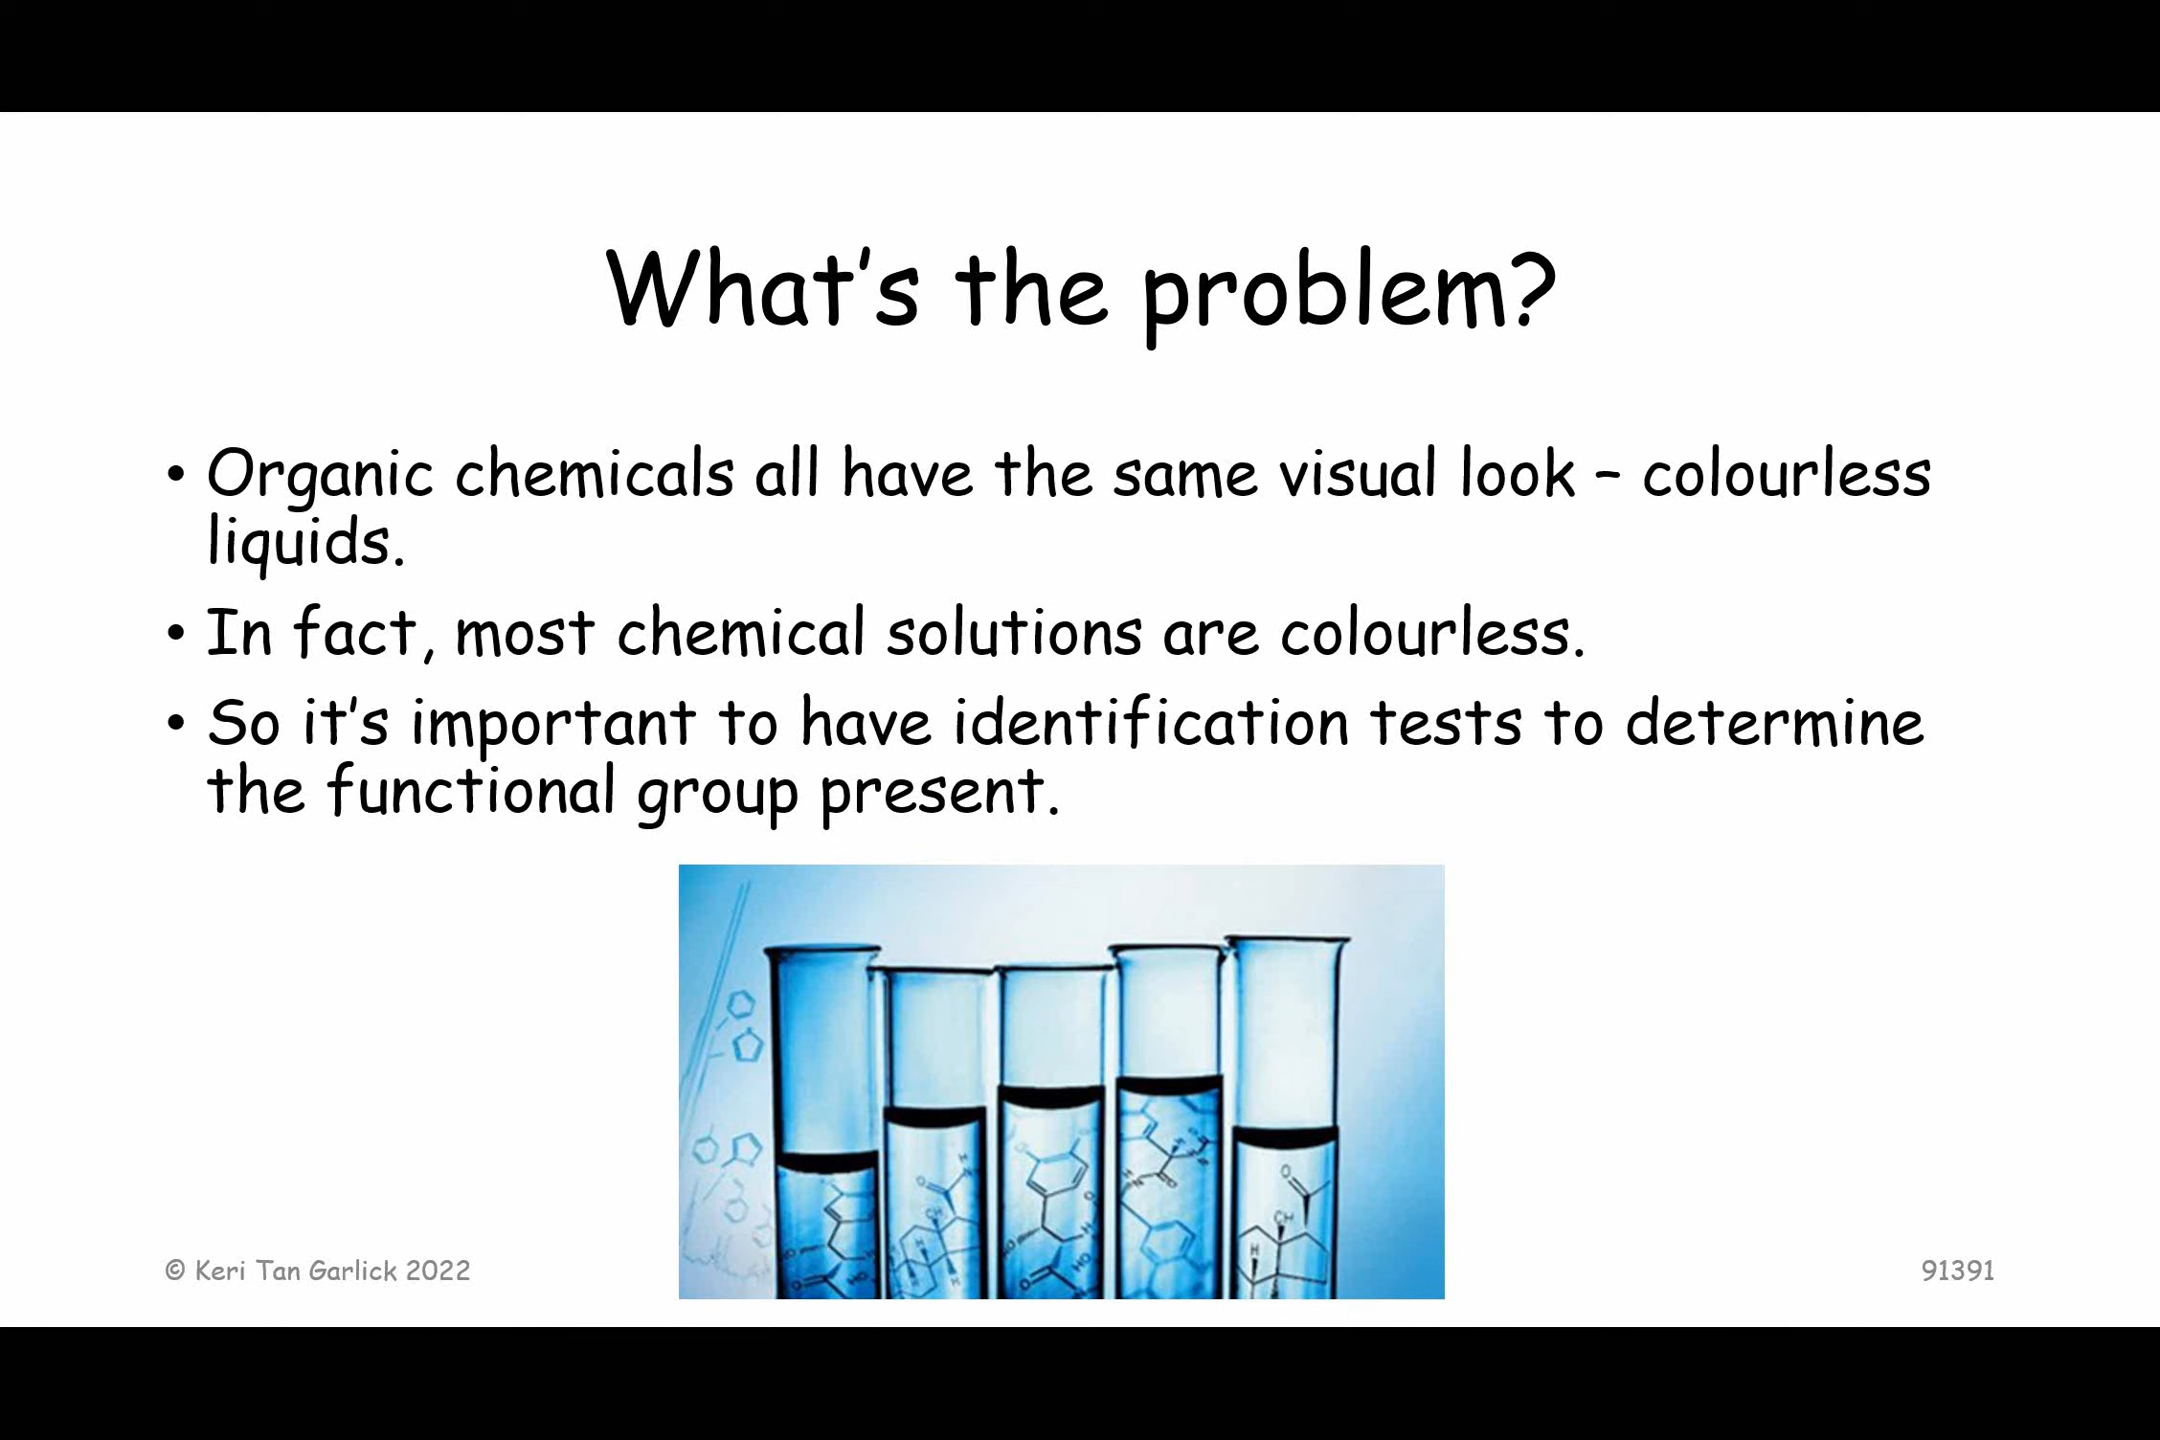 What's the problem?
• Organic chemicals all have the same visual look – colourless
liquids.
• In fact, most chemical solutions are colourless.
• So it's important to have identification tests to determine
the functional group present.
© Keri Tan Garlick 2022
91391